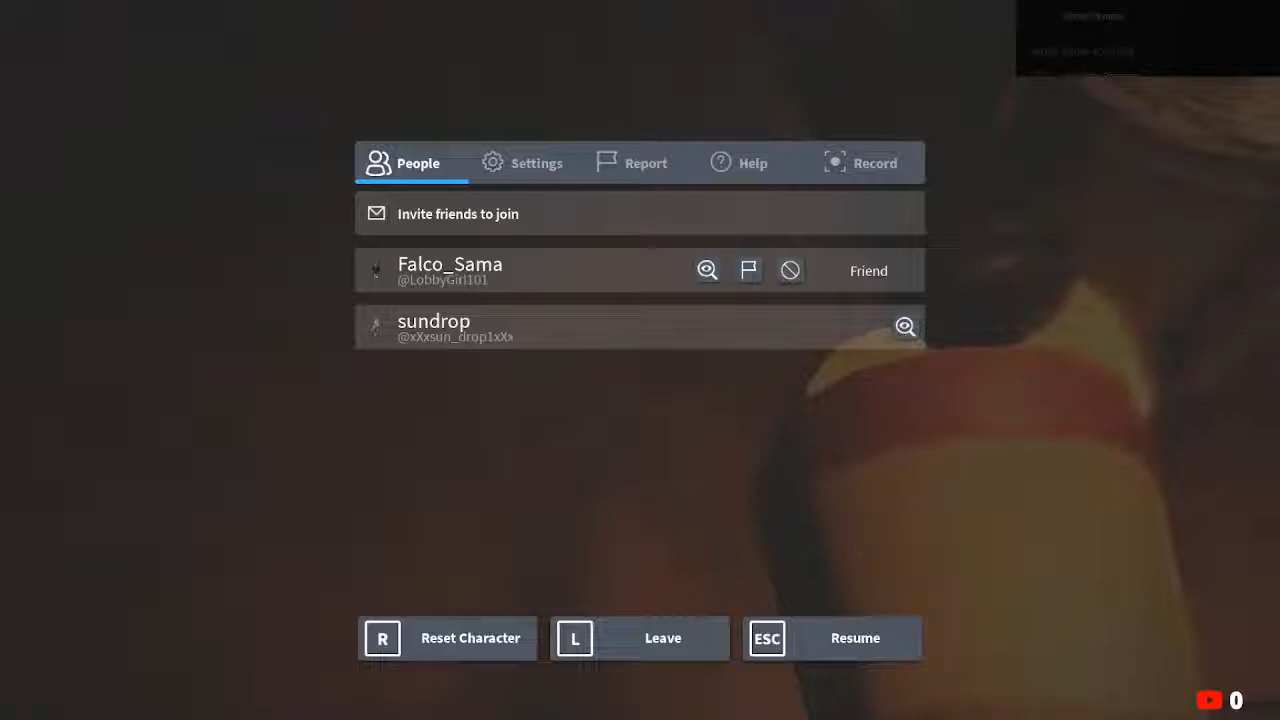 People Settings Report Help Record
Invite friends to join
Falco_Sama
@LobbyGirl101
Friend
sundrop
@xXxsun_drop1xXx
R Reset Character L Leave ESC Resume
0